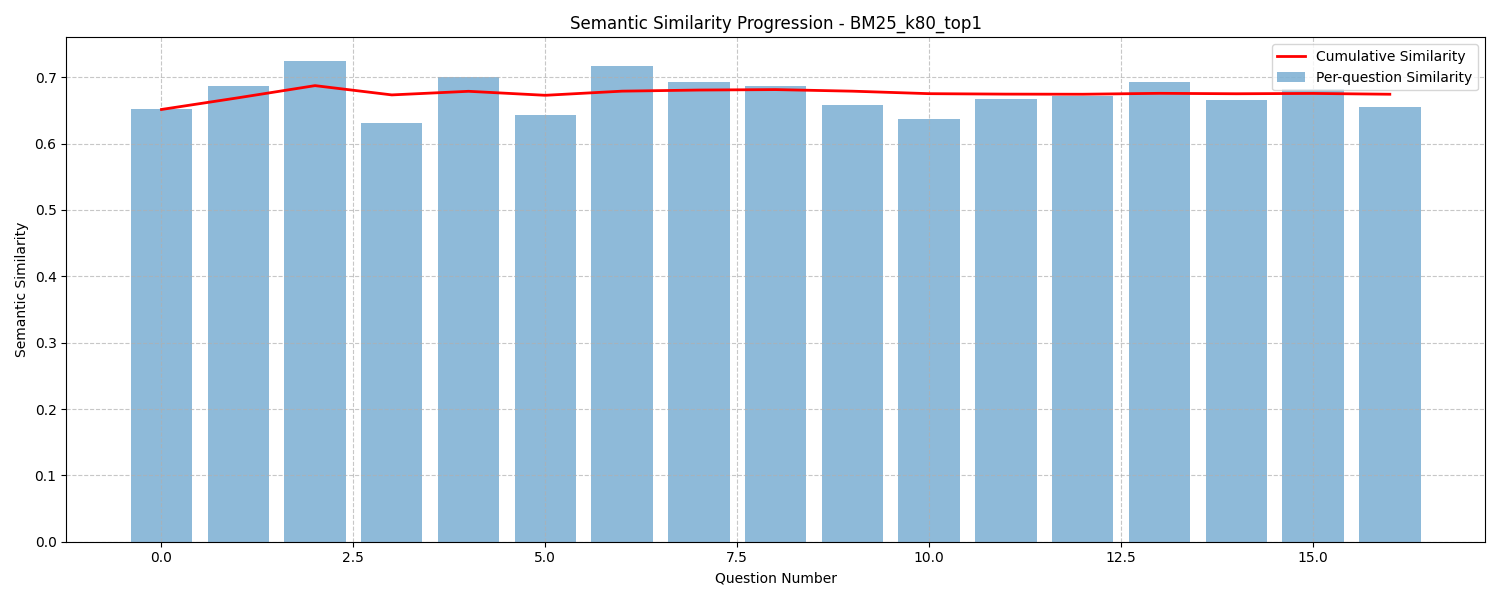 Semantic Similarity Progression - BM25_k80_top1
Cumulative Similarity
Per-question Similarity
Semantic Similarity
0.7
0.6
0.5
0.4
0.3
0.2
0.1
0.0
0.0 2.5 5.0 7.5 10.0 12.5 15.0
Question Number